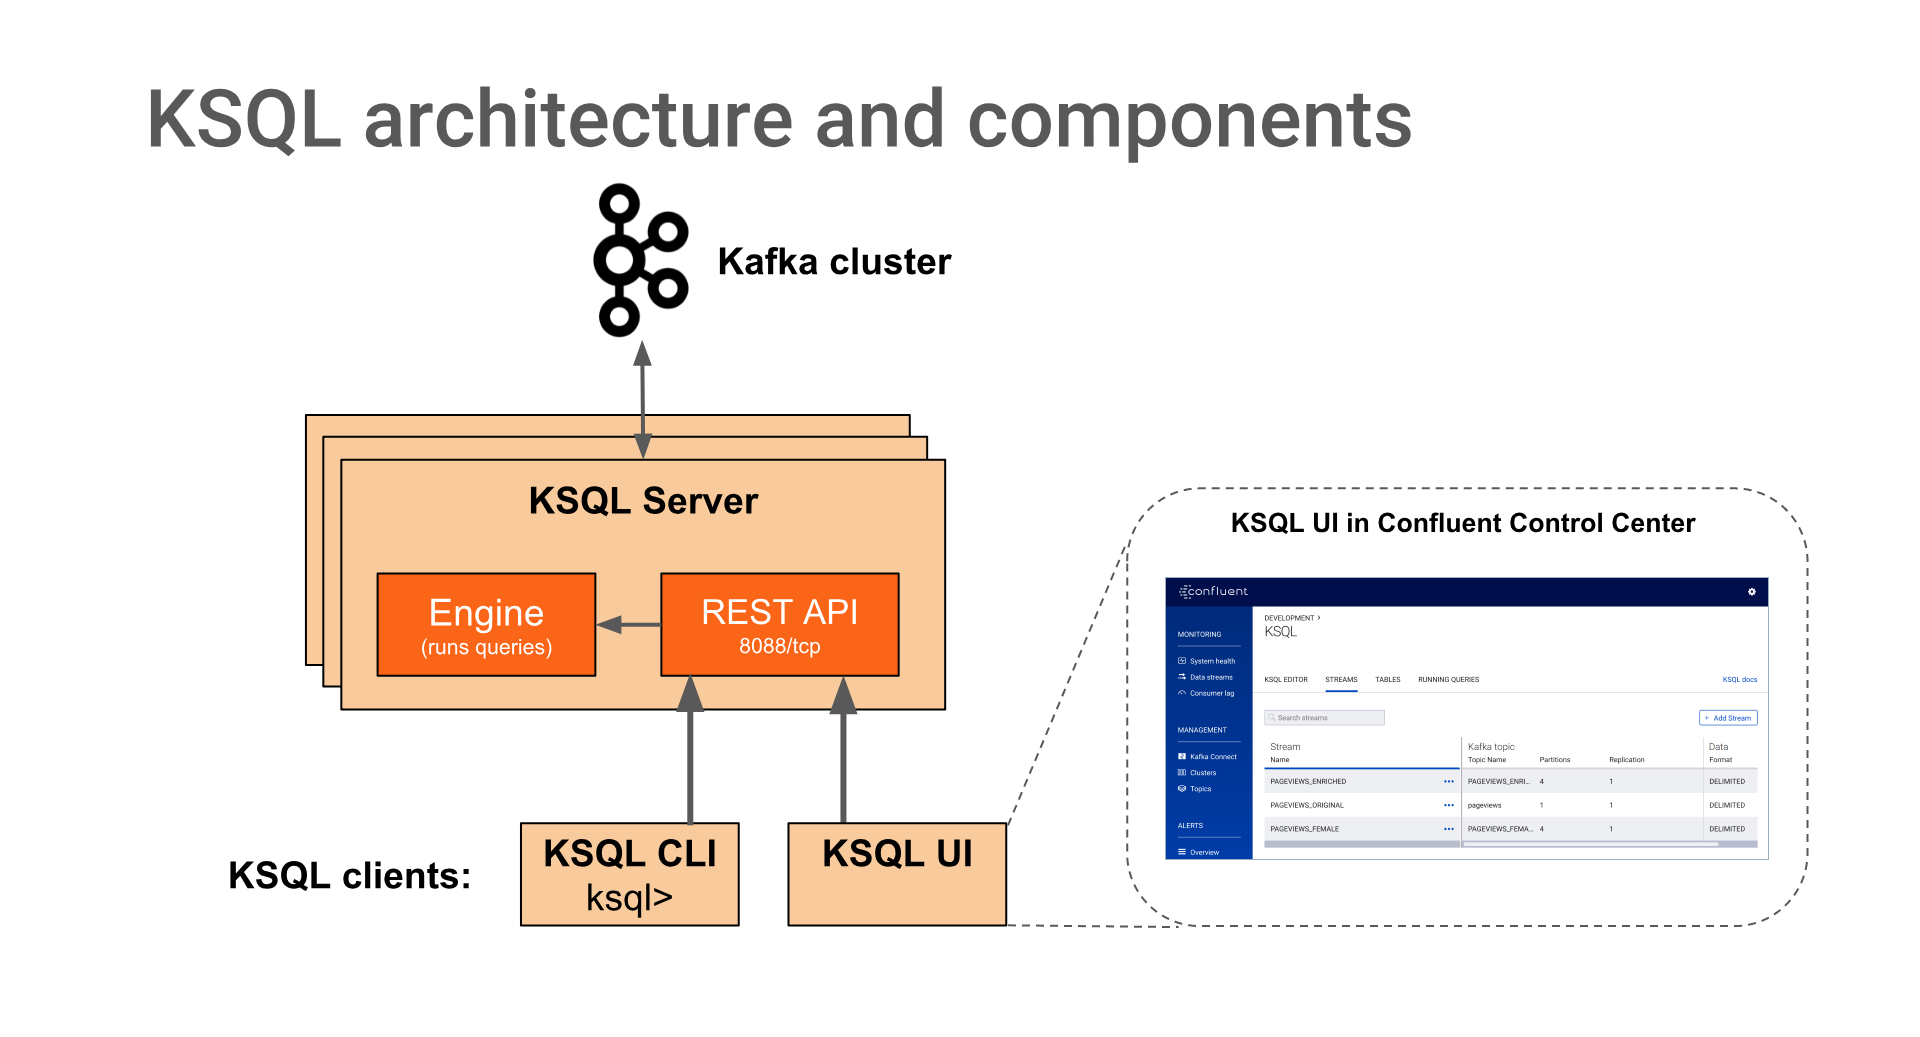 KSQL architecture and components
Kafka cluster
KSQL Server
Engine
(runs queries)
REST API
8088/tcp
KSQL clients:
KSQL CLI
ksql>
KSQL UI
KSQL UI in Confluent Control Center
confluent
MONITORING
System health
Data streams
Consumer lag
MANAGEMENT
Kafka Connect
Clusters
Topics
ALERTS
Overview
DEVELOPMENT >
KSQL
KSQL EDITOR STREAMS TABLES RUNNING QUERIES KSQL docs
Search streams
+ Add Stream
Stream Kafka topic Data
Name Topic Name Partitions Replication Format
PAGEVIEWS_ENRICHED ••• PAGEVIEWS_ENRI... 4 1 DELIMITED
PAGEVIEWS_ORIGINAL ••• pageviews 1 1 DELIMITED
PAGEVIEWS_FEMALE ••• PAGEVIEWS_FEMA... 4 1 DELIMITED